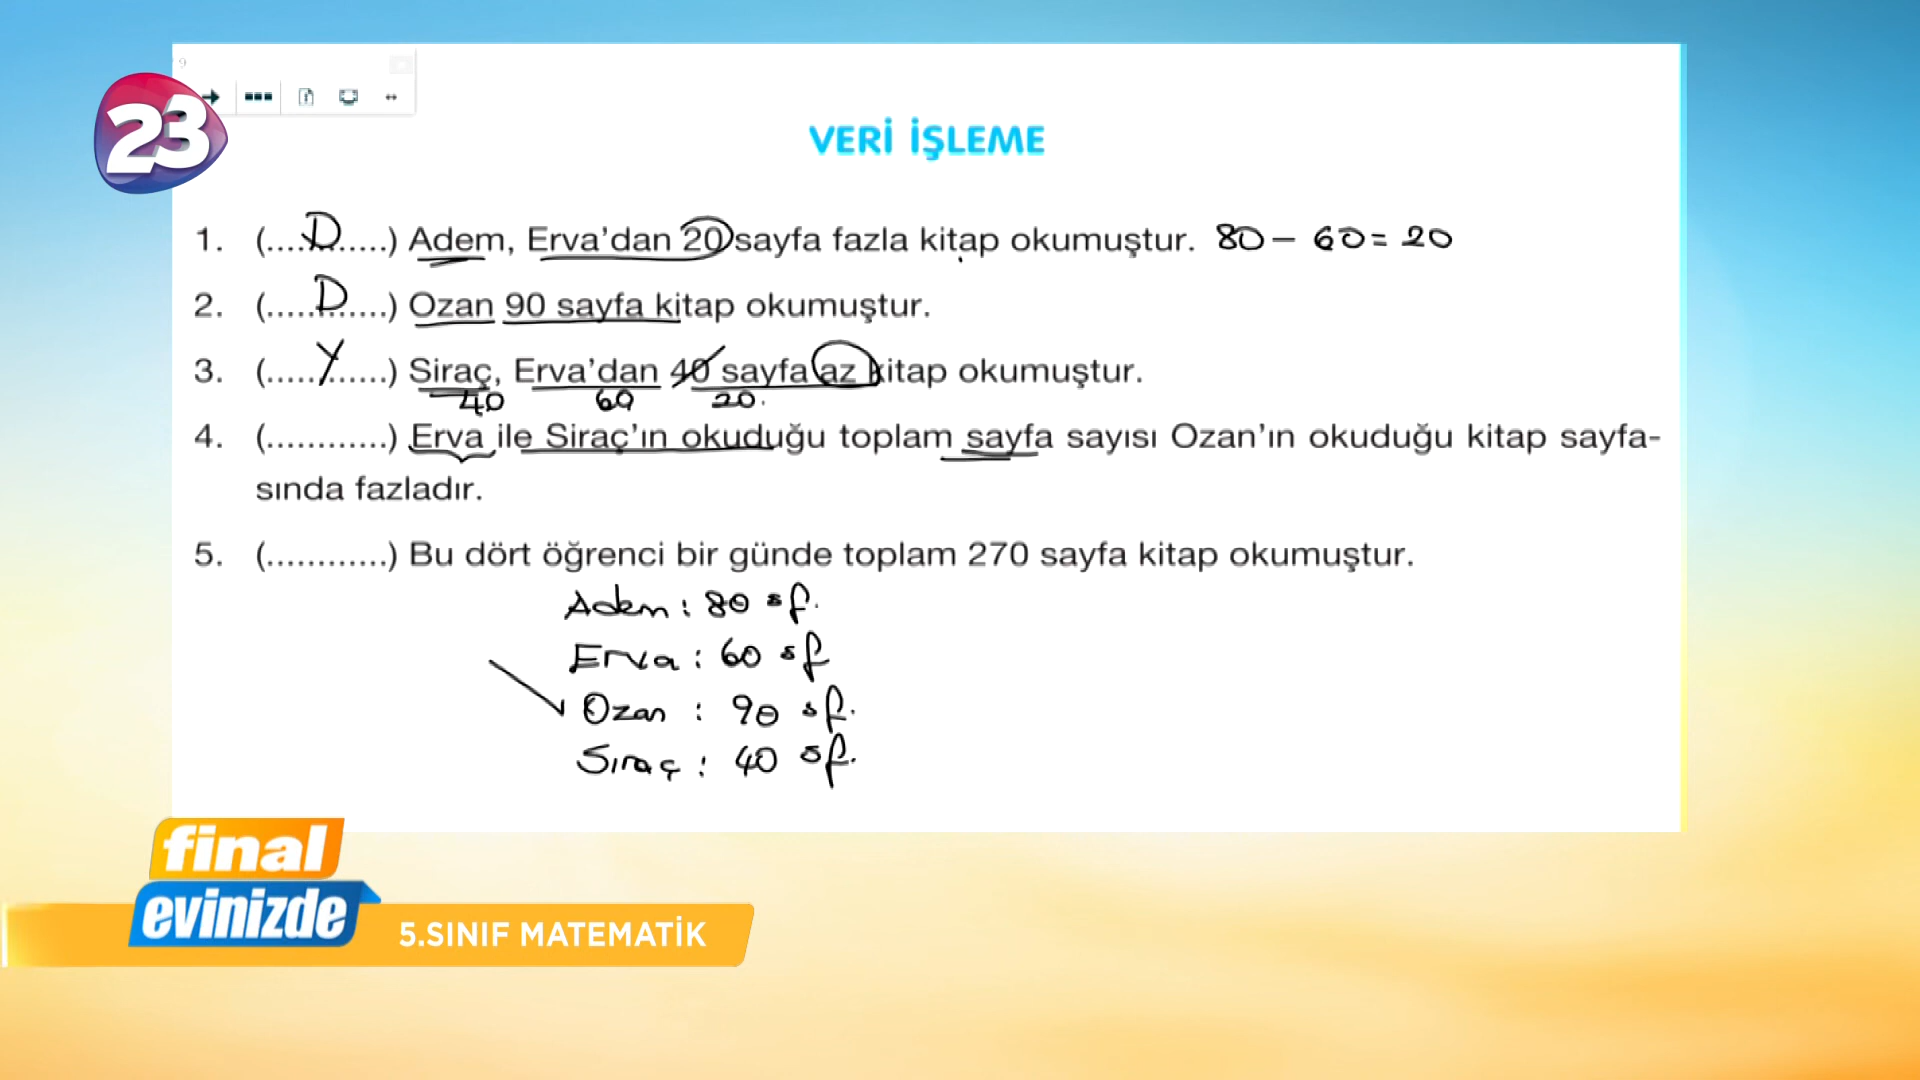 9
23
VERİ İŞLEME
1. (....D......) Adem, Erva'dan 20 sayfa fazla kitap okumuştur. 80 - 60 = 20
2. (.....D......) Ozan 90 sayfa kitap okumuştur.
3. (.....Y......) Siraç, Erva'dan 40 sayfa az kitap okumuştur.
40 60 20.
4. (............) Erva ile Siraç'ın okuduğu toplam sayfa sayısı Ozan'ın okuduğu kitap sayfa-
sında fazladır.
5. (............) Bu dört öğrenci bir günde toplam 270 sayfa kitap okumuştur.
Adem : 80 sf.
Erva : 60 sf
Ozan : 90 sf.
Sıraç : 40 sf.
final
evinizde
5.SINIF MATEMATİK